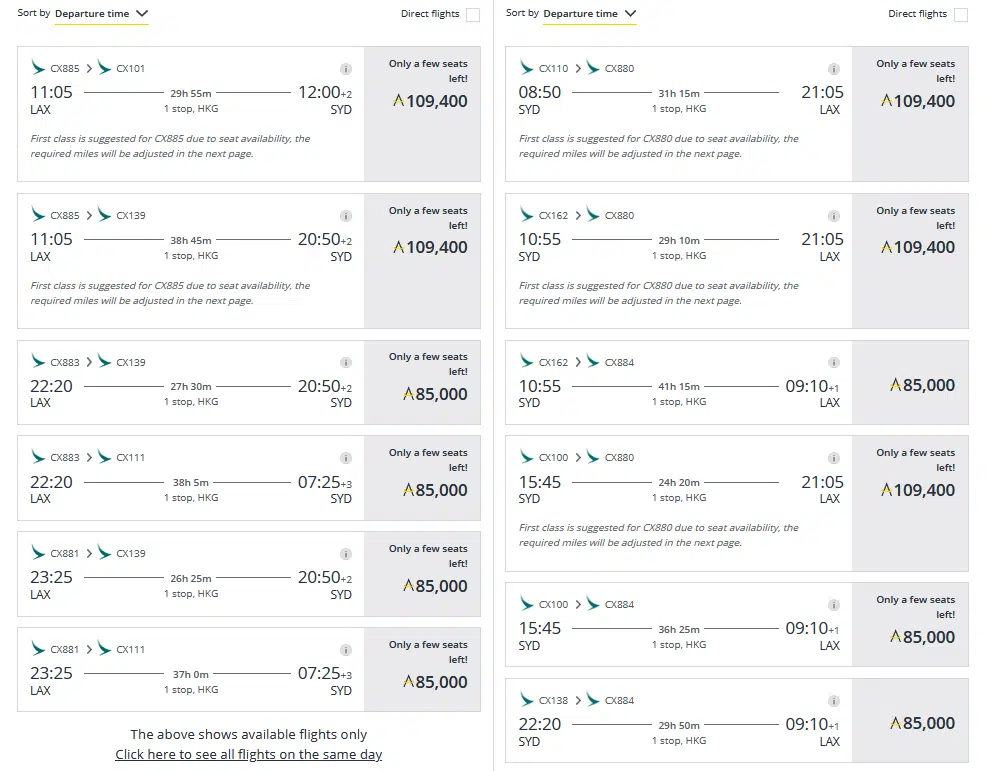 Sort by Departure time
Direct flights
CX885 > CX101
Only a few seats left!
11:05 29h 55m 12:00+2
LAX 1 stop, HKG SYD
109,400
First class is suggested for CX885 due to seat availability, the
required miles will be adjusted in the next page.
CX885 > CX139
Only a few seats left!
11:05 38h 45m 20:50+2
LAX 1 stop, HKG SYD
109,400
First class is suggested for CX885 due to seat availability, the
required miles will be adjusted in the next page.
CX883 > CX139
Only a few seats left!
22:20 27h 30m 20:50+2
LAX 1 stop, HKG SYD
85,000
CX883 > CX111
Only a few seats left!
22:20 38h 5m 07:25+3
LAX 1 stop, HKG SYD
85,000
CX881 > CX139
Only a few seats left!
23:25 26h 25m 20:50+2
LAX 1 stop, HKG SYD
85,000
CX881 > CX111
Only a few seats left!
23:25 37h 0m 07:25+3
LAX 1 stop, HKG SYD
85,000
The above shows available flights only
Click here to see all flights on the same day
Sort by Departure time
Direct flights
CX110 > CX880
Only a few seats left!
08:50 31h 15m 21:05
SYD 1 stop, HKG LAX
109,400
First class is suggested for CX880 due to seat availability, the
required miles will be adjusted in the next page.
CX162 > CX880
Only a few seats left!
10:55 29h 10m 21:05
SYD 1 stop, HKG LAX
109,400
First class is suggested for CX880 due to seat availability, the
required miles will be adjusted in the next page.
CX162 > CX884
10:55 41h 15m 09:10+1
SYD 1 stop, HKG LAX
85,000
CX100 > CX880
Only a few seats left!
15:45 24h 20m 21:05
SYD 1 stop, HKG LAX
109,400
First class is suggested for CX880 due to seat availability, the
required miles will be adjusted in the next page.
CX100 > CX884
Only a few seats left!
15:45 36h 25m 09:10+1
SYD 1 stop, HKG LAX
85,000
CX138 > CX884
22:20 29h 50m 09:10+1
SYD 1 stop, HKG LAX
85,000